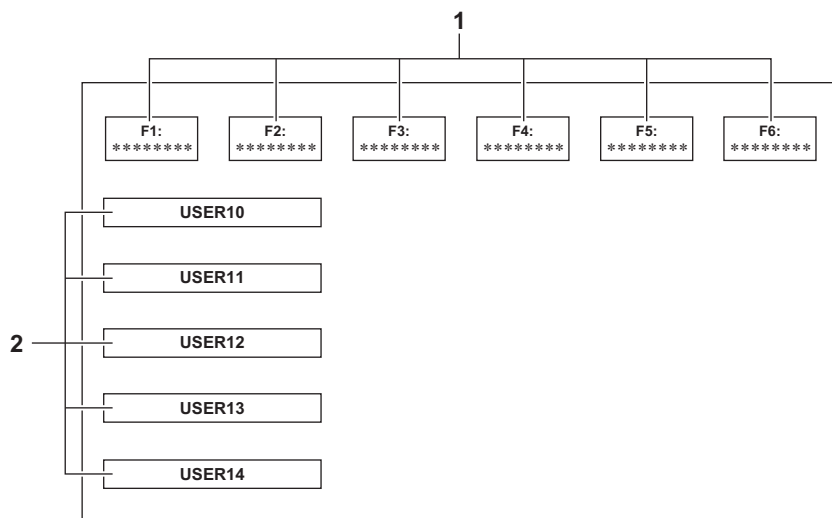 1
F1: F2: F3: F4: F5: F6:
******** ******** ******** ******** ******** ********
USER10
USER11
2 USER12
USER13
USER14